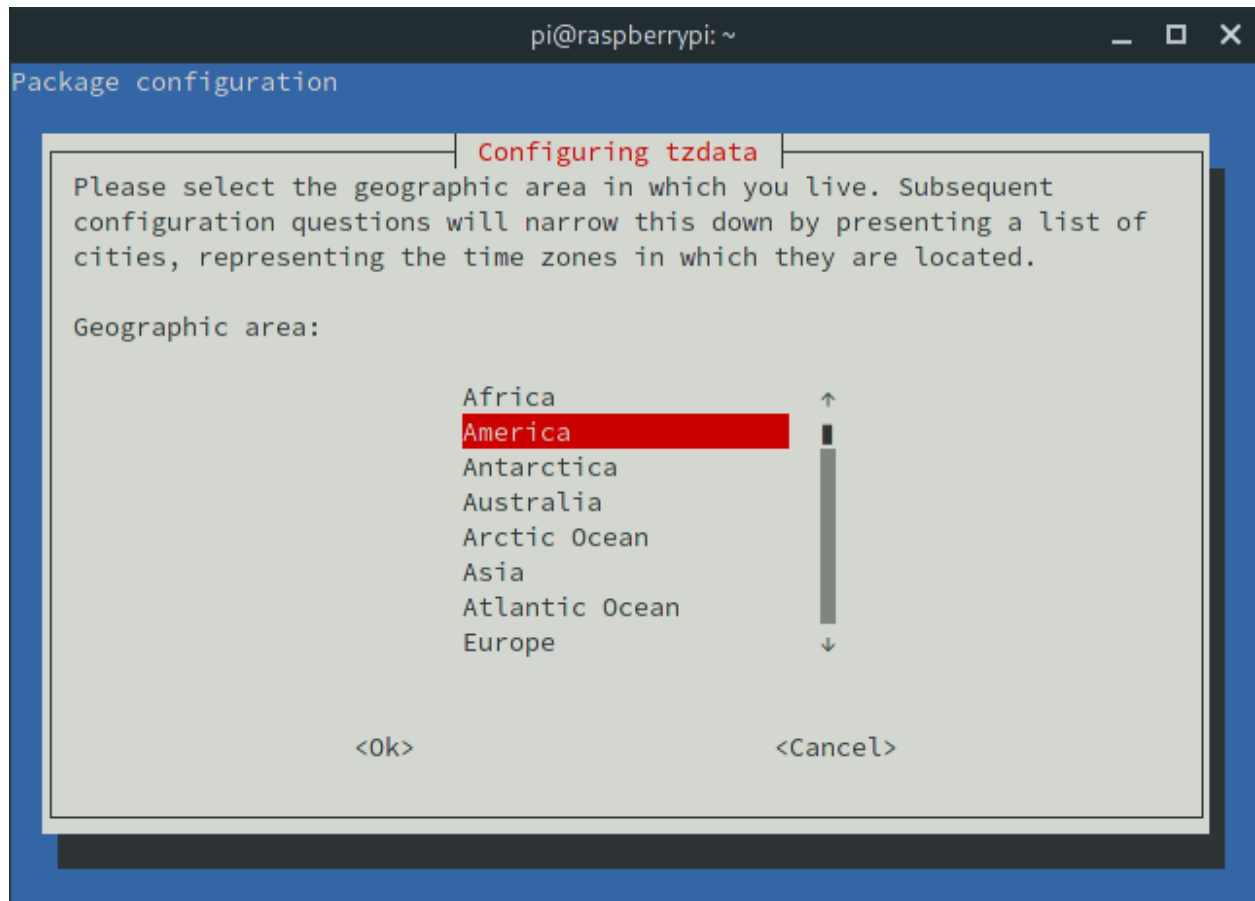 pi@raspberrypi: ~
Package configuration
Configuring tzdata
Please select the geographic area in which you live. Subsequent
configuration questions will narrow this down by presenting a list of
cities, representing the time zones in which they are located.
Geographic area:
Africa
America
Antarctica
Australia
Arctic Ocean
Asia
Atlantic Ocean
Europe
<Ok> <Cancel>